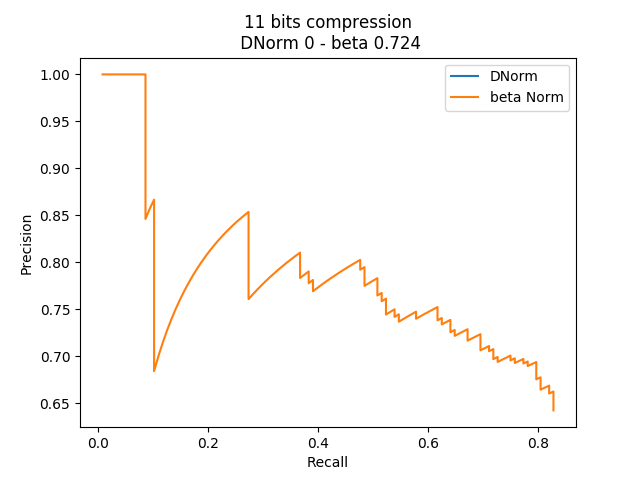 11 bits compression
DNorm 0 - beta 0.724
DNorm
beta Norm
1.00
0.95
0.90
0.85
0.80
0.75
0.70
0.65
Precision
0.0 0.2 0.4 0.6 0.8
Recall